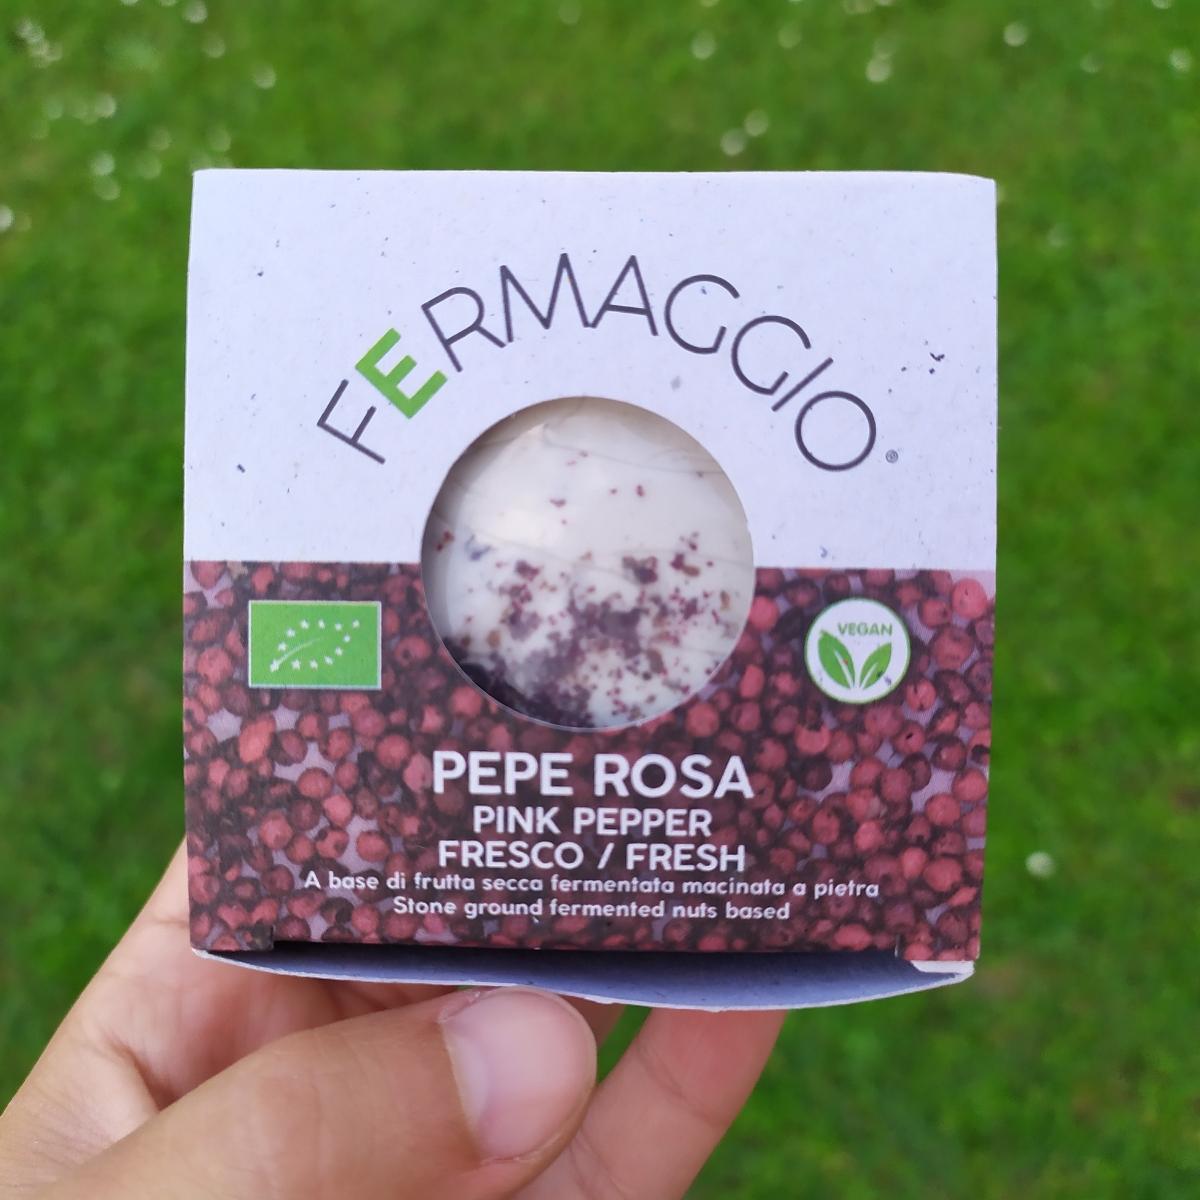 FERMAGGIO®
VEGAN
PEPE ROSA
PINK PEPPER
FRESCO / FRESH
A base di frutta secca fermentata macinata a pietra
Stone ground fermented nuts based